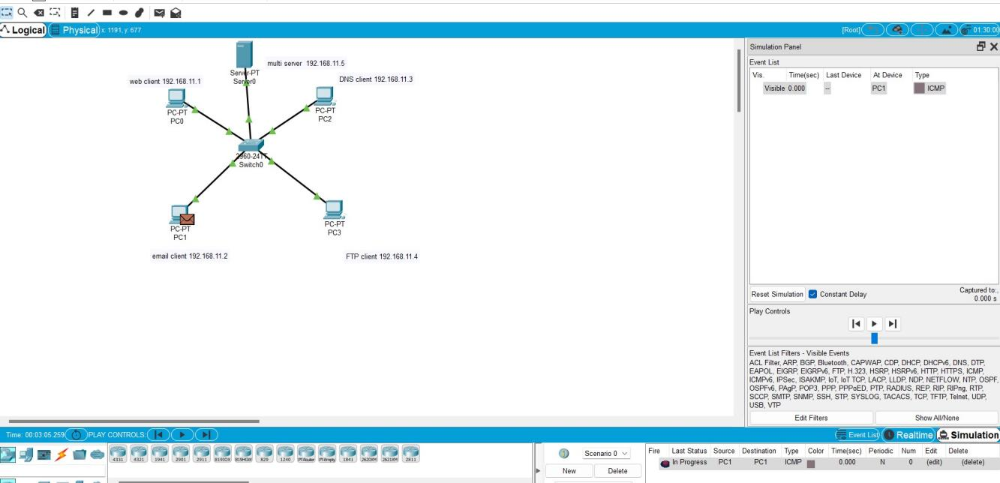 Logical Physical x: 1191, y: 677 [Root] 01:30:00
multi server 192.168.11.5
Server-PT
Server0
web client 192.168.11.1
DNS client 192.168.11.3
PC-PT
PC0
PC-PT
PC2
2960-24TT
Switch0
PC-PT
PC1
PC-PT
PC3
email client 192.168.11.2
FTP client 192.168.11.4
Simulation Panel
Event List
Vis. Time(sec) Last Device At Device Type
Visible 0.000 -- PC1 ICMP
Reset Simulation Constant Delay
Captured to:
0.000 s
Play Controls
Event List Filters - Visible Events
ACL Filter, ARP, BGP, Bluetooth, CAPWAP, CDP, DHCP, DHCPv6, DNS, DTP,
EAPOL, EIGRP, EIGRPv6, FTP, H.323, HSRP, HSRPv6, HTTP, HTTPS, ICMP,
ICMPv6, IPSec, ISAKMP, IoT, IoT TCP, LACP, LLDP, NDP, NETFLOW, NTP, OSPF,
OSPFv6, PAgP, POP3, PPP, PPPoED, PTP, RADIUS, REP, RIP, RIPng, RTP,
SCCP, SMTP, SNMP, SSH, STP, SYSLOG, TACACS, TCP, TFTP, Telnet, UDP,
USB, VTP
Edit Filters Show All/None
Time: 00:03:05.259 PLAY CONTROLS: Event List Realtime Simulation
4331 4321 1941 2901 2911 819IOX 819HGW 829 1240 PT-Router PT-Empty 1841 2620XM 2621XM 2811
Scenario 0
New Delete
Fire Last Status Source Destination Type Color Time(sec) Periodic Num Edit Delete
In Progress PC1 PC1 ICMP 0.000 N 0 (edit) (delete)